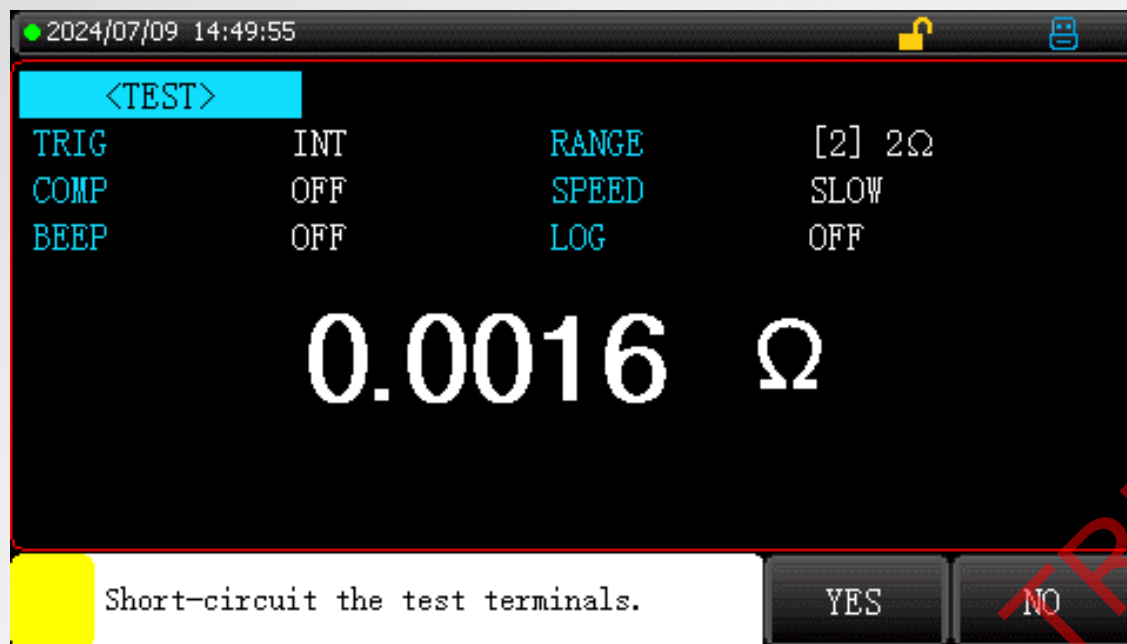 2024/07/09 14:49:55
<TEST>
TRIG INT RANGE [2] 2Ω
COMP OFF SPEED SLOW
BEEP OFF LOG OFF
0.0016 Ω
Short-circuit the test terminals. YES NO
TR